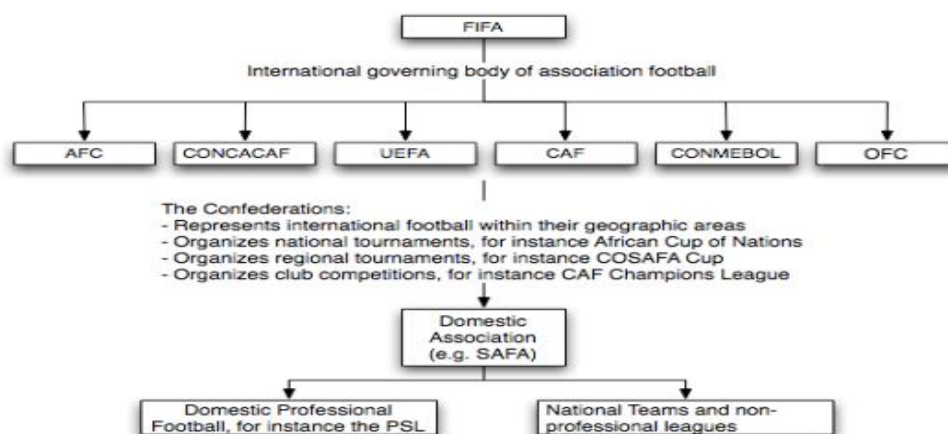 FIFA
International governing body of association football
AFC
CONCACAF
UEFA
CAF
CONMEBOL
OFC
The Confederations:
- Represents international football within their geographic areas
- Organizes national tournaments, for instance African Cup of Nations
- Organizes regional tournaments, for instance COSAFA Cup
- Organizes club competitions, for instance CAF Champions League
Domestic
Association
(e.g. SAFA)
Domestic Professional
Football, for instance the PSL
National Teams and non-
professional leagues